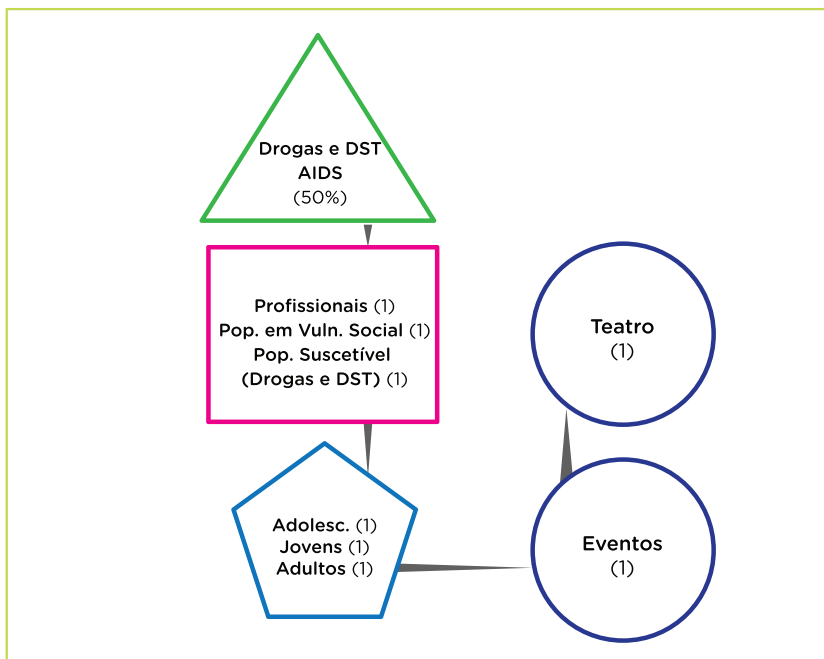 Drogas e DST
AIDS
(50%)
Profissionais (1)
Pop. em Vuln. Social (1)
Pop. Suscetível
(Drogas e DST) (1)
Adolesc. (1)
Jovens (1)
Adultos (1)
Teatro
(1)
Eventos
(1)